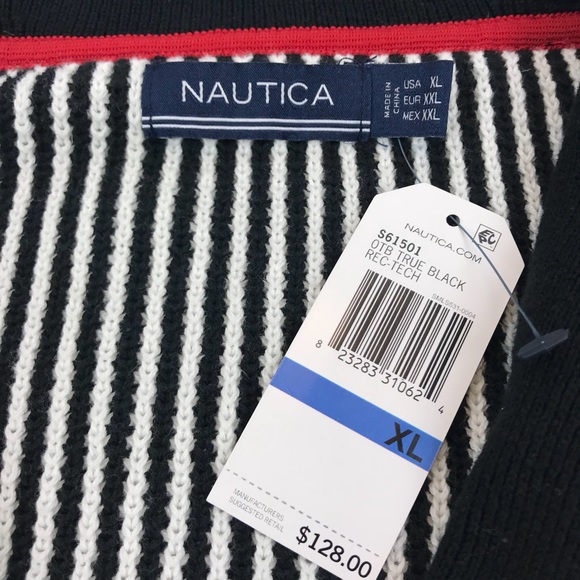 NAUTICA
MADE IN
CHINA
USA XL
EUR XXL
MEX XXL
NAUTICA.COM
S61501
OTB TRUE BLACK
REC-TECH
8 23283 31062 4
XL
MANUFACTURERS
SUGGESTED RETAIL
$128.00